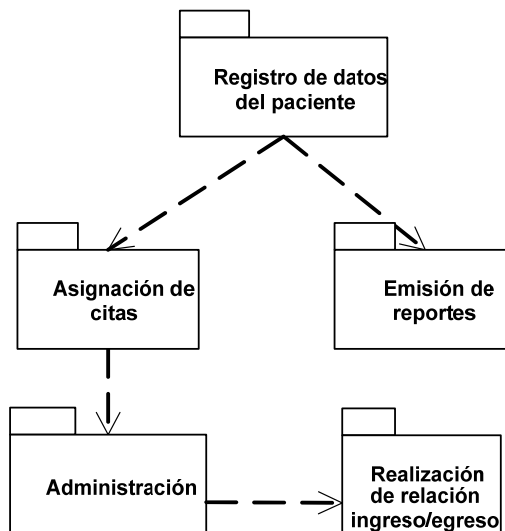 Registro de datos
del paciente
Asignación de
citas
Emisión de
reportes
Administración
Realización
de relación
ingreso/egreso